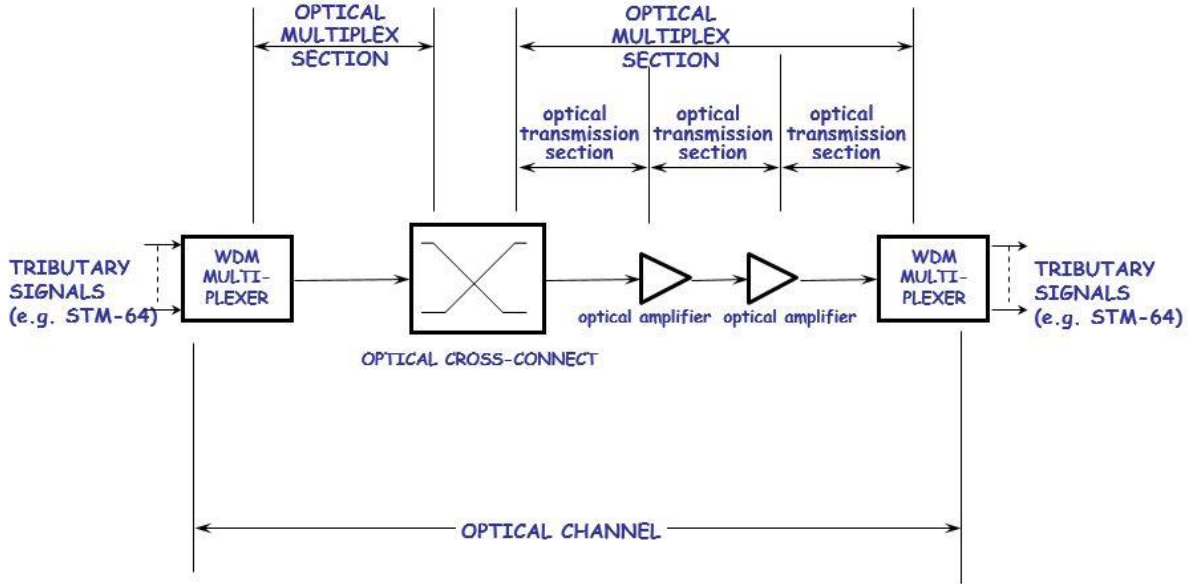 OPTICAL
MULTIPLEX
SECTION
OPTICAL
MULTIPLEX
SECTION
optical
transmission
section
optical
transmission
section
optical
transmission
section
TRIBUTARY
SIGNALS
(e.g. STM-64)
WDM
MULTI-
PLEXER
OPTICAL CROSS-CONNECT
optical amplifier
optical amplifier
WDM
MULTI-
PLEXER
TRIBUTARY
SIGNALS
(e.g. STM-64)
OPTICAL CHANNEL